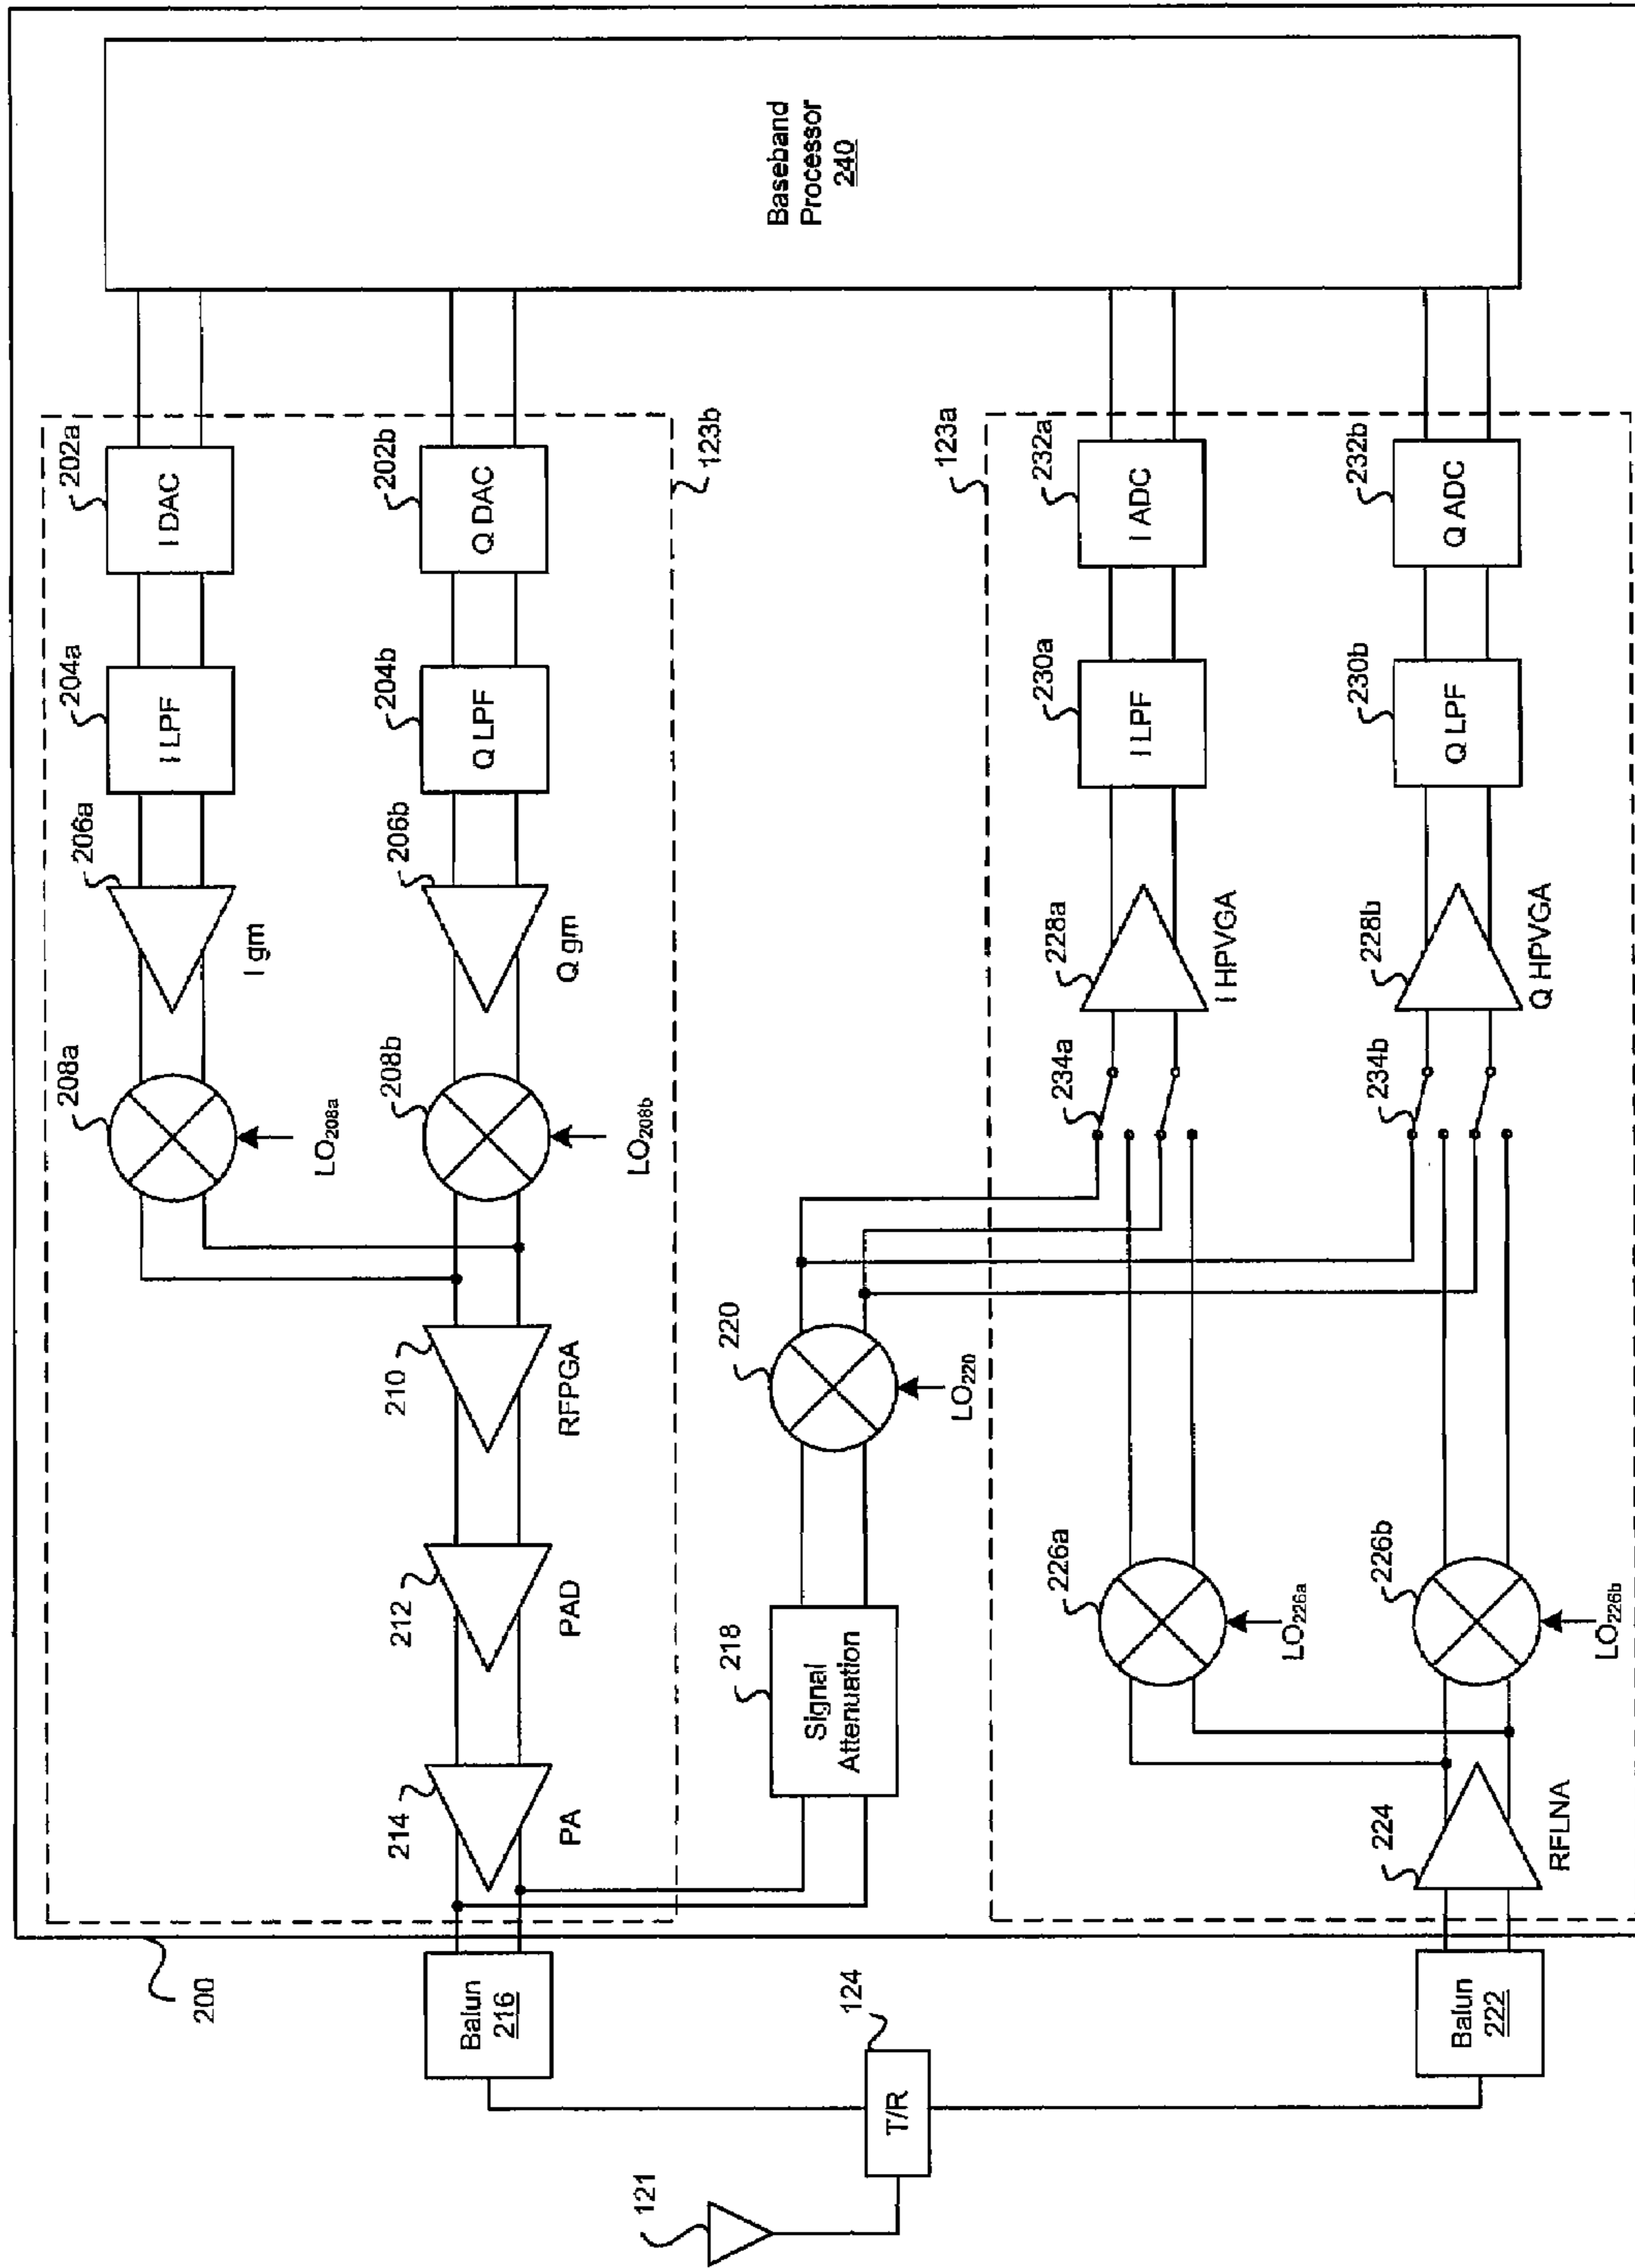 Baseband
Processor
240
202a
I DAC
202b
Q DAC
123b
123a
232a
I ADC
232b
Q ADC
204a
I LPF
204b
Q LPF
230a
I LPF
230b
Q LPF
206a
I gm
206b
Q gm
228a
I HPVGA
228b
Q HPVGA
208a
LO208a
208b
LO208b
234a
234b
210
RFPGA
220
LO220
212
PAD
218
Signal
Attenuation
226a
LO226a
226b
LO226b
214
PA
224
RFLNA
200
Balun
216
124
T/R
Balun
222
121